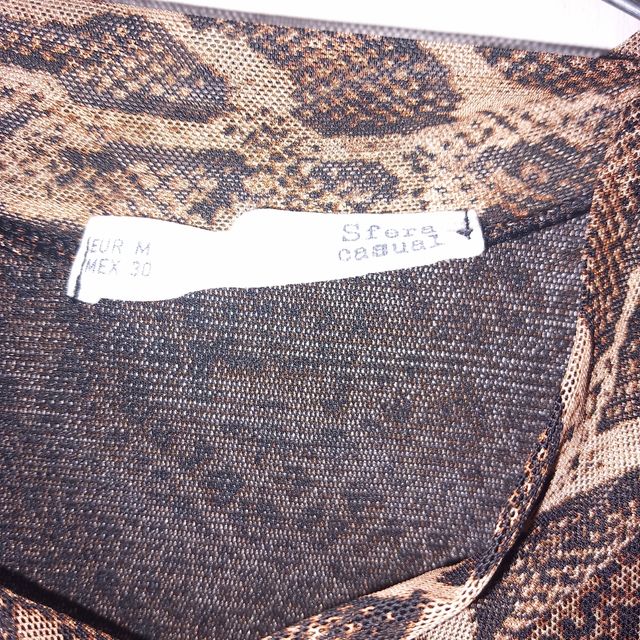 EUR M
MEX 30
Sfera
casual